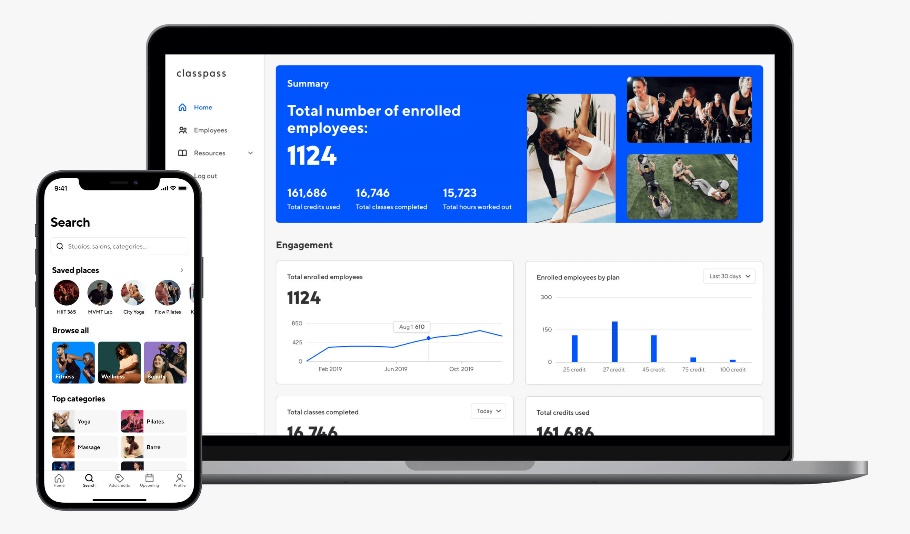 classpass
Home
Employees
Resources
Log out
Summary
Total number of enrolled
employees:
1124
161,686
16,746
15,723
Total credits used
Total classes completed
Total hours worked out
Engagement
Total enrolled employees
1124
850
425
0
Aug 1 610
Feb 2019
Jun 2019
Oct 2019
Enrolled employees by plan
Last 30 days
300
150
0
25 credit
27 credit
45 credit
75 credit
100 credit
Total classes completed
Today
16,746
Total credits used
161,686
9:41
Search
Studios, salons, categories...
Saved places
HIIT 365
MVMT Lab
City Yoga
Flow Pilates
Browse all
Fitness
Wellness
Beauty
Top categories
Yoga
Pilates
Massage
Barre
Home
Search
Add credits
Upcoming
Profile